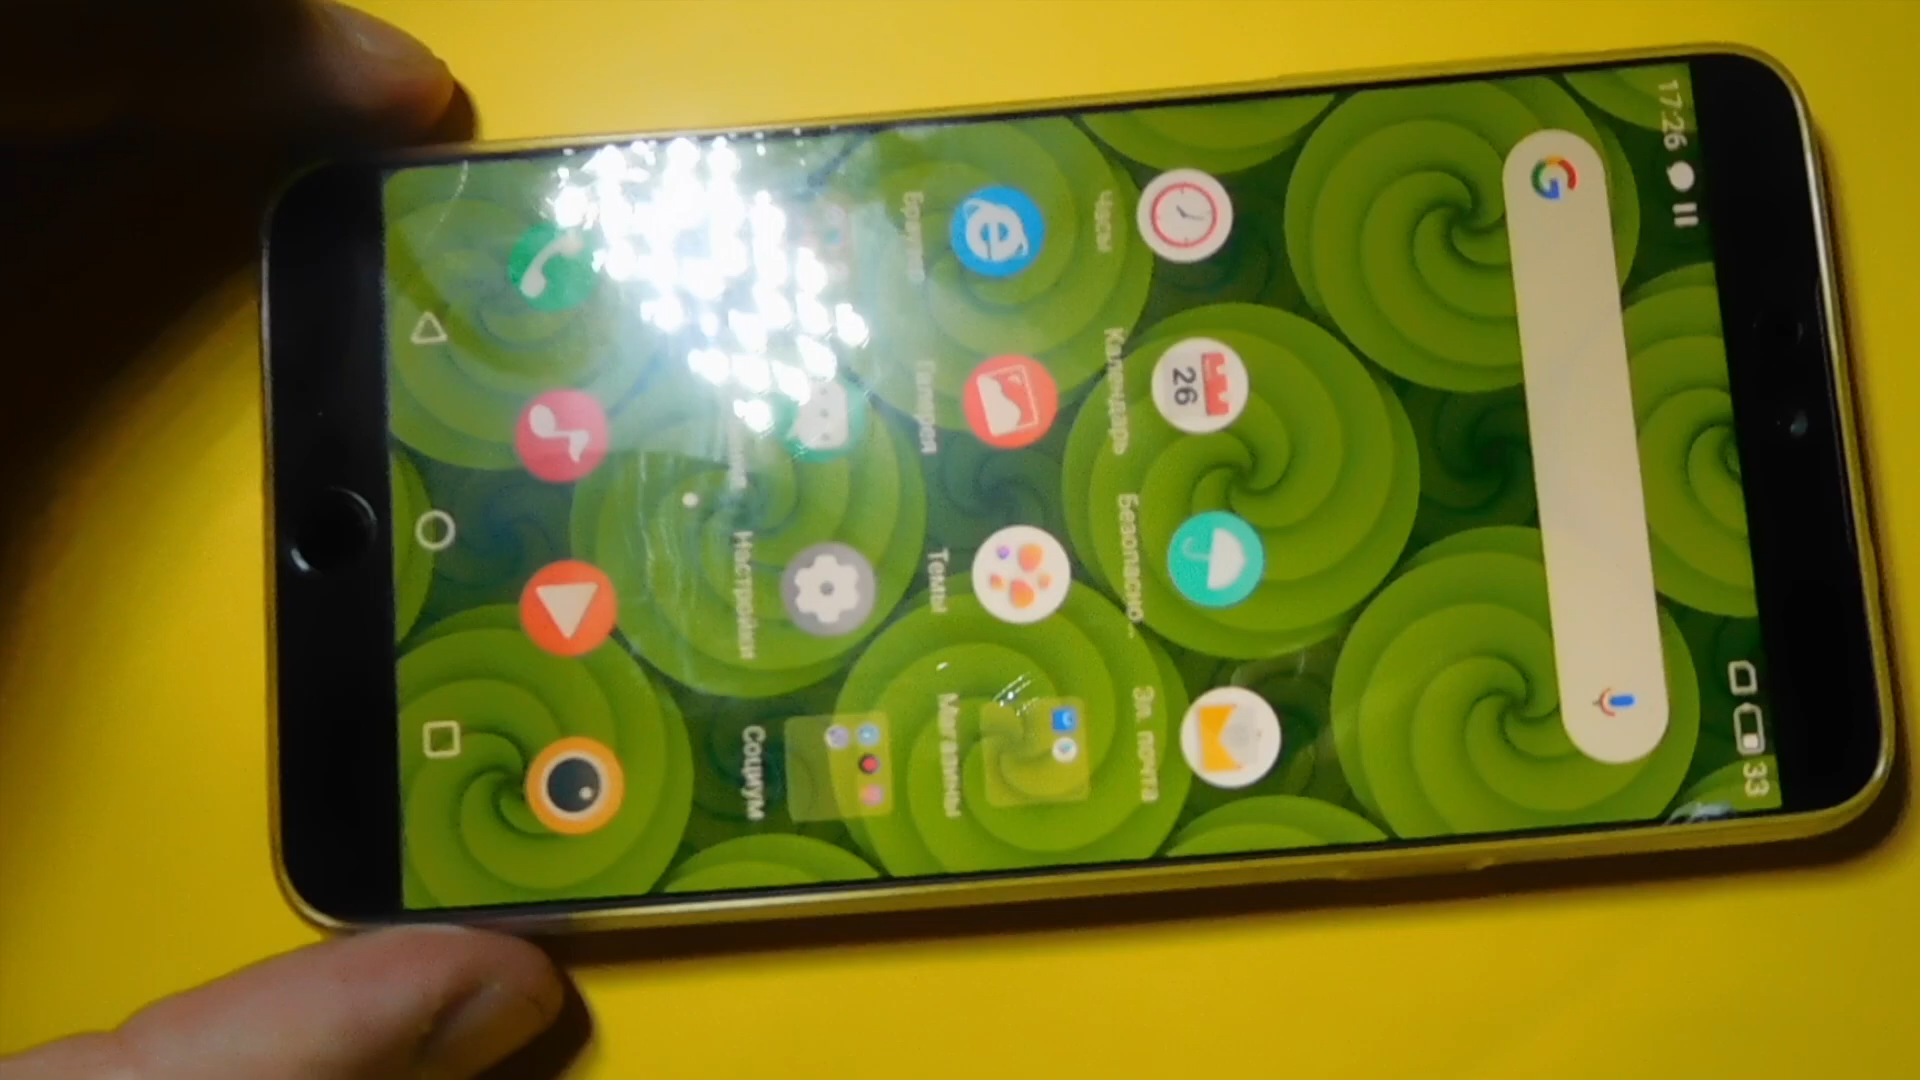 17:26 33
G
Часы Календарь Безопасно.. Эл. почта
26
Браузер Галерея Темы Магазины
Настройки Социум